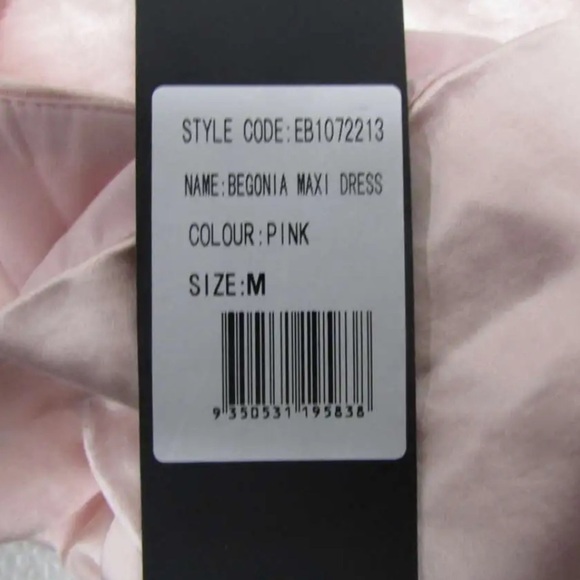 STYLE CODE:EB1072213
NAME:BEGONIA MAXI DRESS
COLOUR:PINK
SIZE:M
9 350531 195838